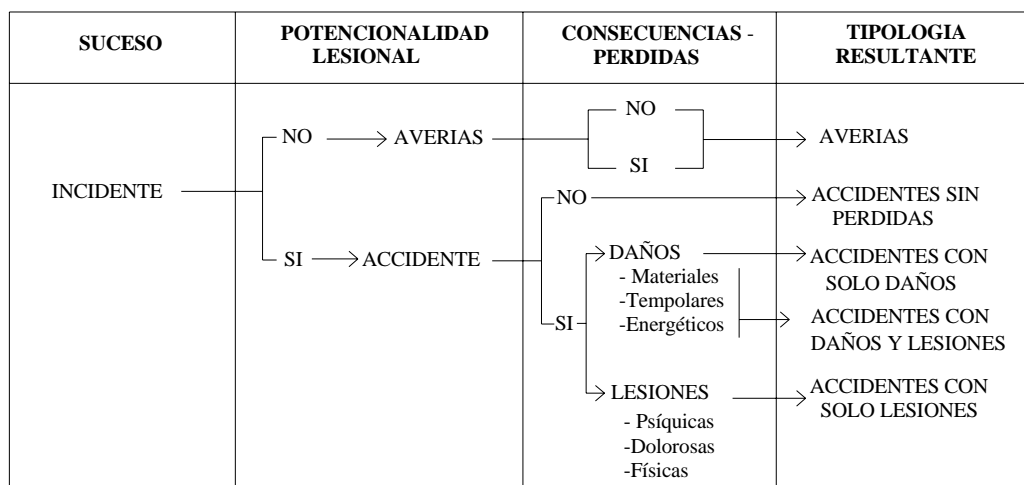 SUCESO
POTENCIONALIDAD
LESIONAL
CONSECUENCIAS -
PERDIDAS
TIPOLOGIA
RESULTANTE
INCIDENTE
NO
AVERIAS
NO
SI
AVERIAS
SI
ACCIDENTE
NO
ACCIDENTES SIN
PERDIDAS
SI
DAÑOS
- Materiales
-Tempolares
-Energéticos
ACCIDENTES CON
SOLO DAÑOS
ACCIDENTES CON
DAÑOS Y LESIONES
LESIONES
- Psíquicas
-Dolorosas
-Físicas
ACCIDENTES CON
SOLO LESIONES